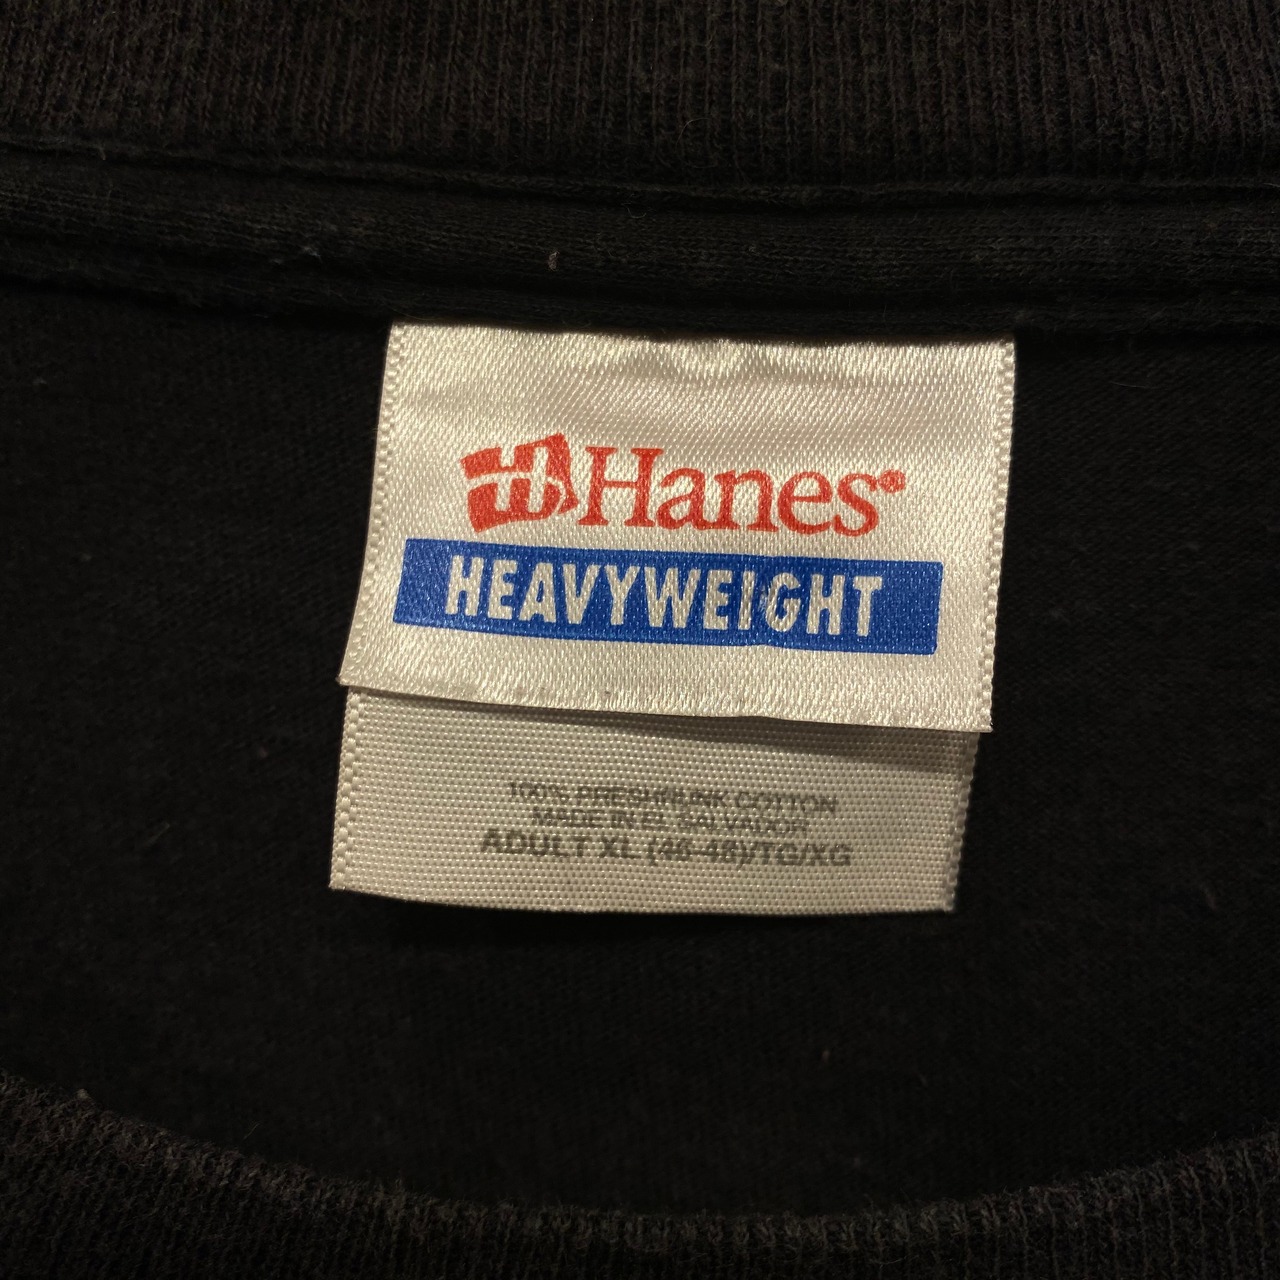 H Hanes®
HEAVYWEIGHT
100% PRESHRUNK COTTON
MADE IN EL SALVADOR
ADULT XL (46-48)/TG/XG